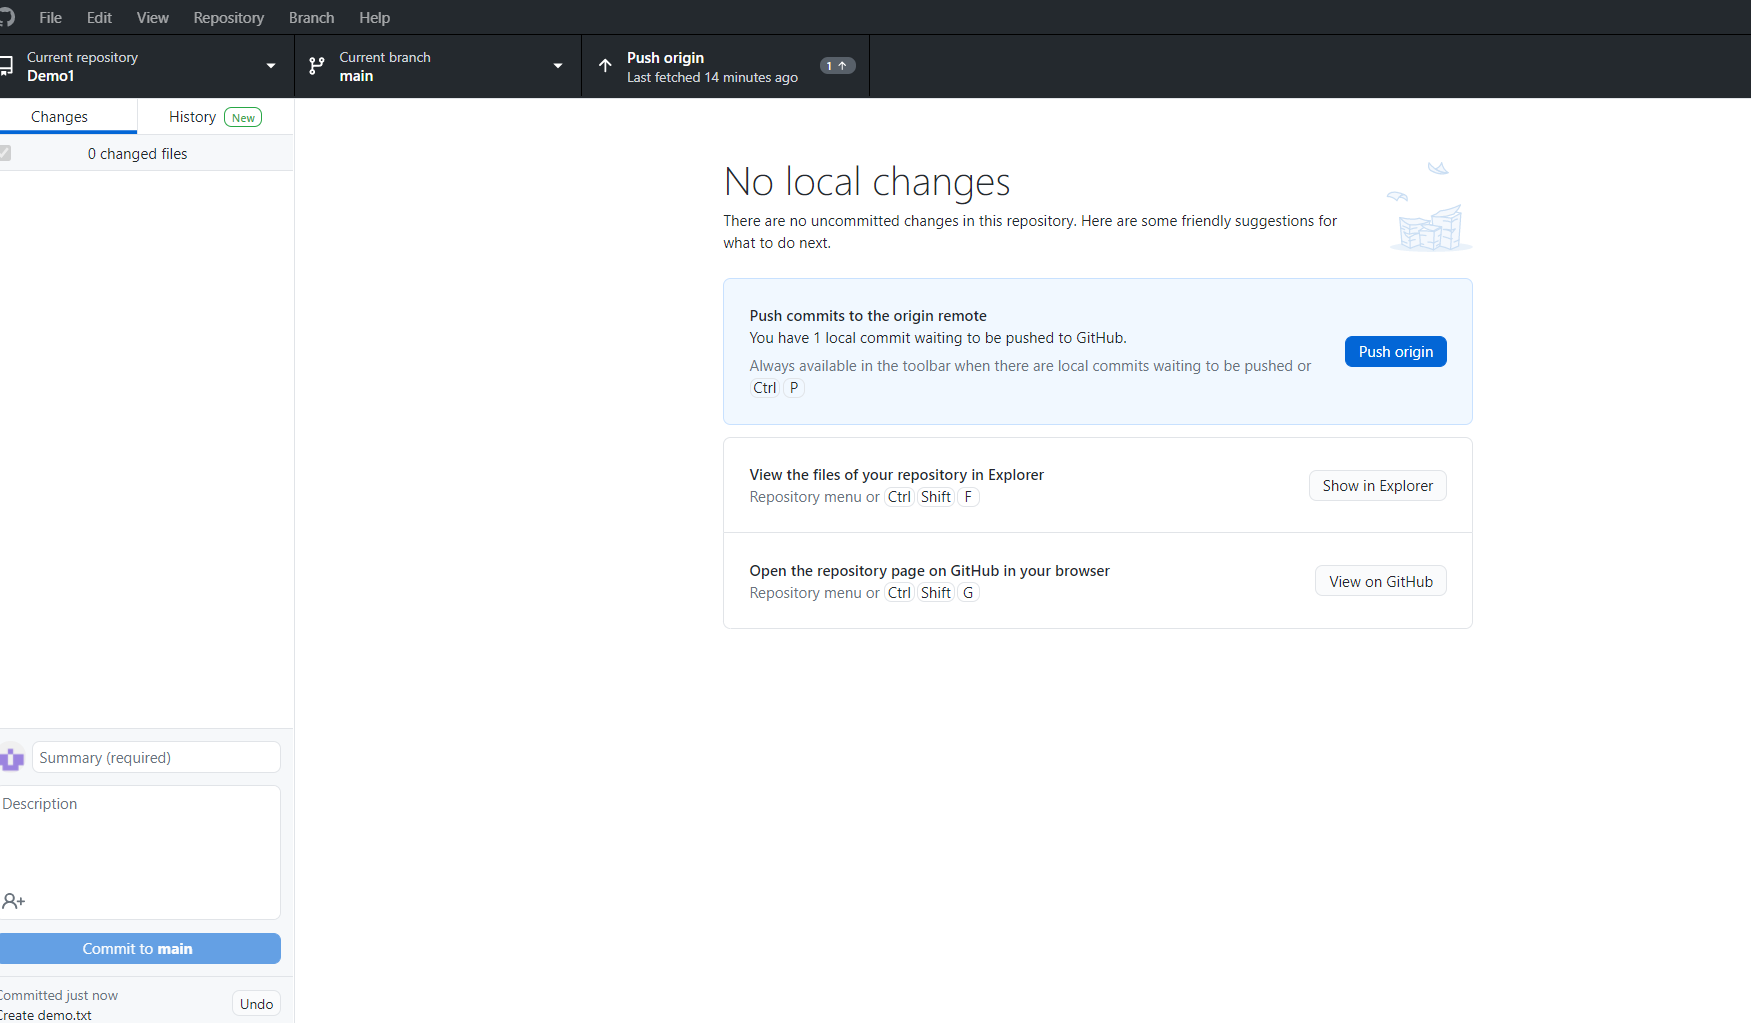 File Edit View Repository Branch Help
Current repository
Demo1
Current branch
main
Push origin
Last fetched 14 minutes ago
1
Changes
History New
0 changed files
No local changes
There are no uncommitted changes in this repository. Here are some friendly suggestions for
what to do next.
Push commits to the origin remote
You have 1 local commit waiting to be pushed to GitHub.
Always available in the toolbar when there are local commits waiting to be pushed or
Ctrl P
Push origin
View the files of your repository in Explorer
Repository menu or Ctrl Shift F
Show in Explorer
Open the repository page on GitHub in your browser
Repository menu or Ctrl Shift G
View on GitHub
Summary (required)
Description
Commit to main
Committed just now
Create demo.txt
Undo